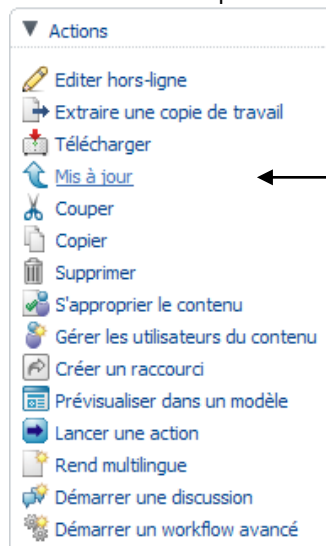 Actions
Editer hors-ligne
Extraire une copie de travail
Télécharger
Mis à jour
Couper
Copier
Supprimer
S'approprier le contenu
Gérer les utilisateurs du contenu
Créer un raccourci
Prévisualiser dans un modèle
Lancer une action
Rend multilingue
Démarrer une discussion
Démarrer un workflow avancé